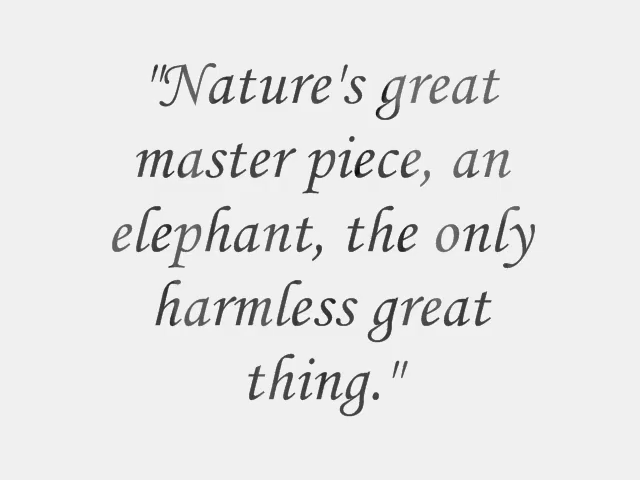 "Nature's great
master piece, an
elephant, the only
harmless great
thing."